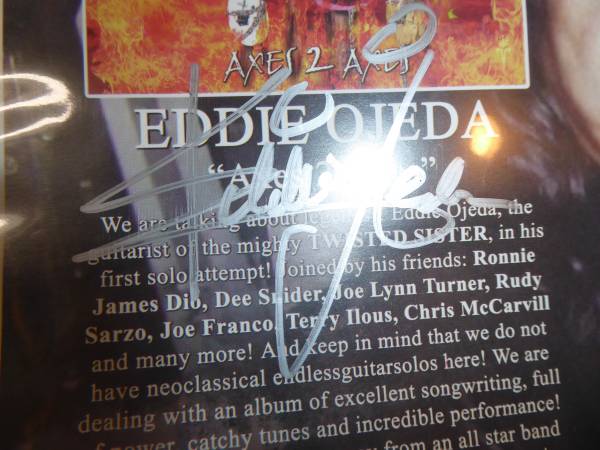 AXES 2 AXES
EDDIE OJEDA
We are talking about Eddie Ojeda, the
guitarist of the mighty TWISTED SISTER, in his
first solo attempt! Joined by his friends: Ronnie
James Dio, Dee Snider, Joe Lynn Turner, Rudy
Sarzo, Joe Franco, Terry Ilous, Chris McCarvill
and many more! And keep in mind that we do not
have neoclassical endlessguitarsolos here! We are
dealing with an album of excellent songwriting, full
of power, catchy tunes and incredible performance!
from an all star band